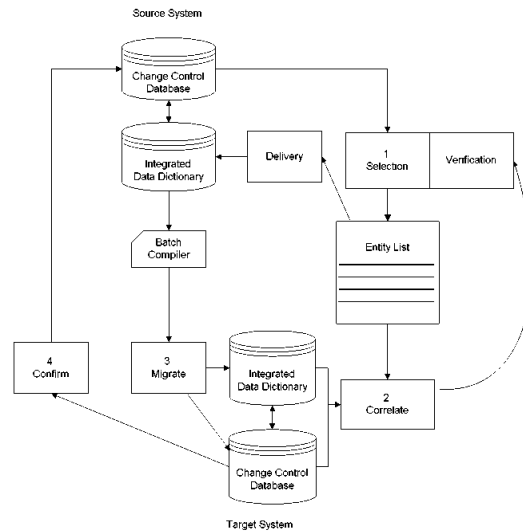 Source System
Change Control
Database
Integrated
Data Dictionary
Delivery
1
Selection
Verification
Batch
Compiler
Entity List
4
Confirm
3
Migrate
Integrated
Data Dictionary
2
Correlate
Change Control
Database
Target System